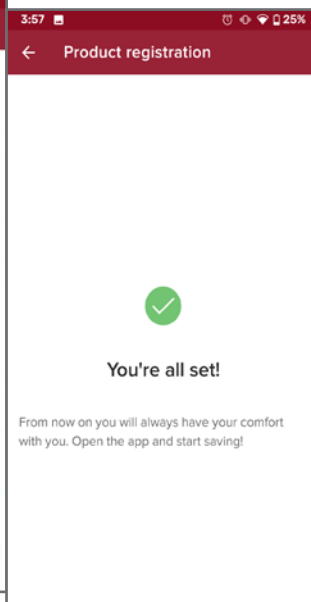 3:57 25%
Product registration
You're all set!
From now on you will always have your comfort
with you. Open the app and start saving!